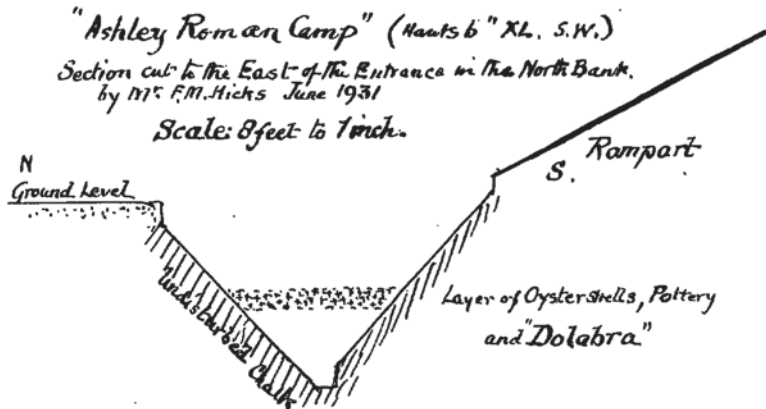 "Ashley Roman Camp" (Hants 6" XL. S.W.)
Section cut to the East of the Entrance in the North Bank.
by Mr. F.M. Hicks June 1931
Scale: 8 feet to 1 inch.
N
Ground Level
Rampart
S.
Undisturbed Chalk
Layer of Oyster shells, Pottery
and "Dolabra"